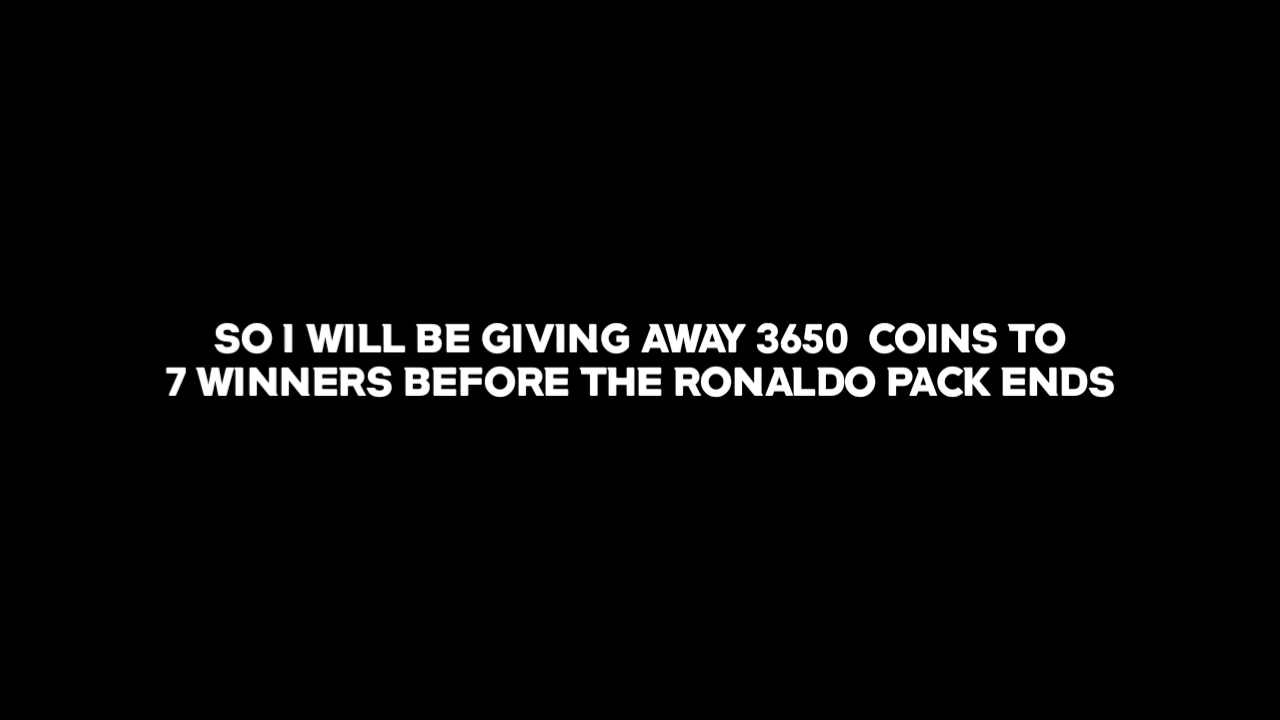 SO I WILL BE GIVING AWAY 3650 COINS TO
7 WINNERS BEFORE THE RONALDO PACK ENDS